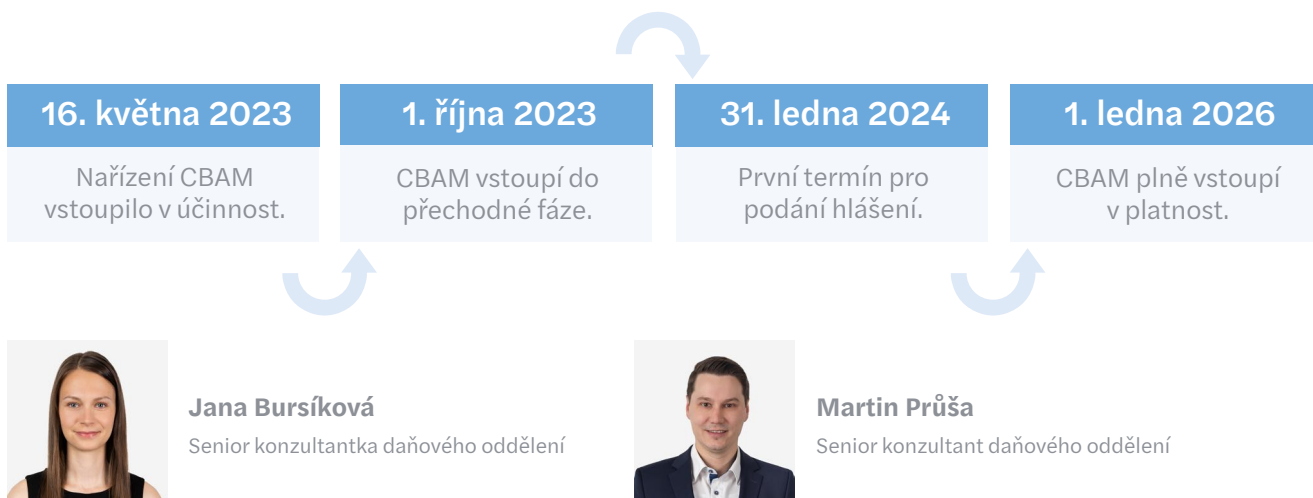 16. května 2023
Nařízení CBAM
vstoupilo v účinnost.
1. října 2023
CBAM vstoupí do
přechodné fáze.
31. ledna 2024
První termín pro
podání hlášení.
1. ledna 2026
CBAM plně vstoupí
v platnost.
Jana Bursíková
Senior konzultantka daňového oddělení
Martin Průša
Senior konzultant daňového oddělení